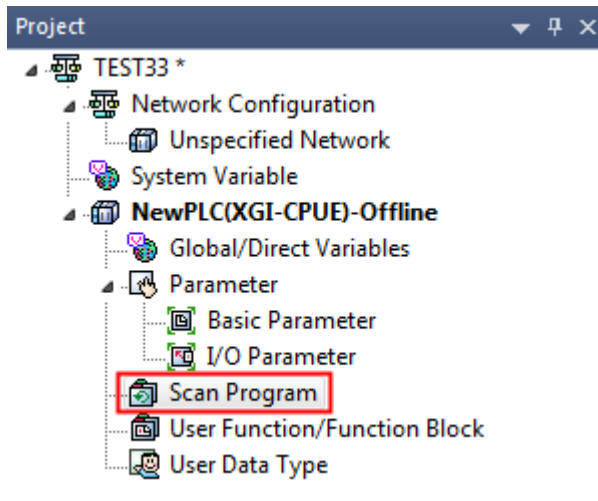 Project
TEST33 *
Network Configuration
Unspecified Network
System Variable
NewPLC(XGI-CPUE)-Offline
Global/Direct Variables
Parameter
Basic Parameter
I/O Parameter
Scan Program
User Function/Function Block
User Data Type